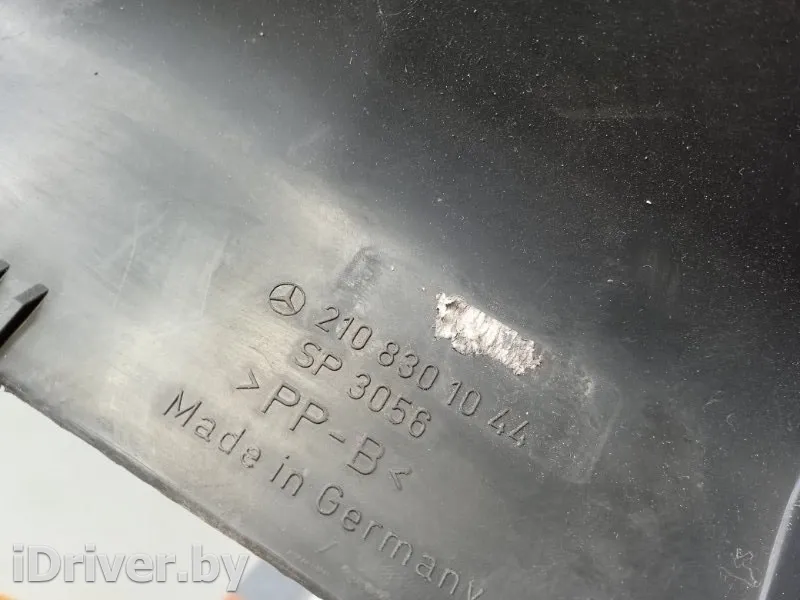 210 830 10 44
SP 3056
>PP-B<
Made in Germany
iDriver.by